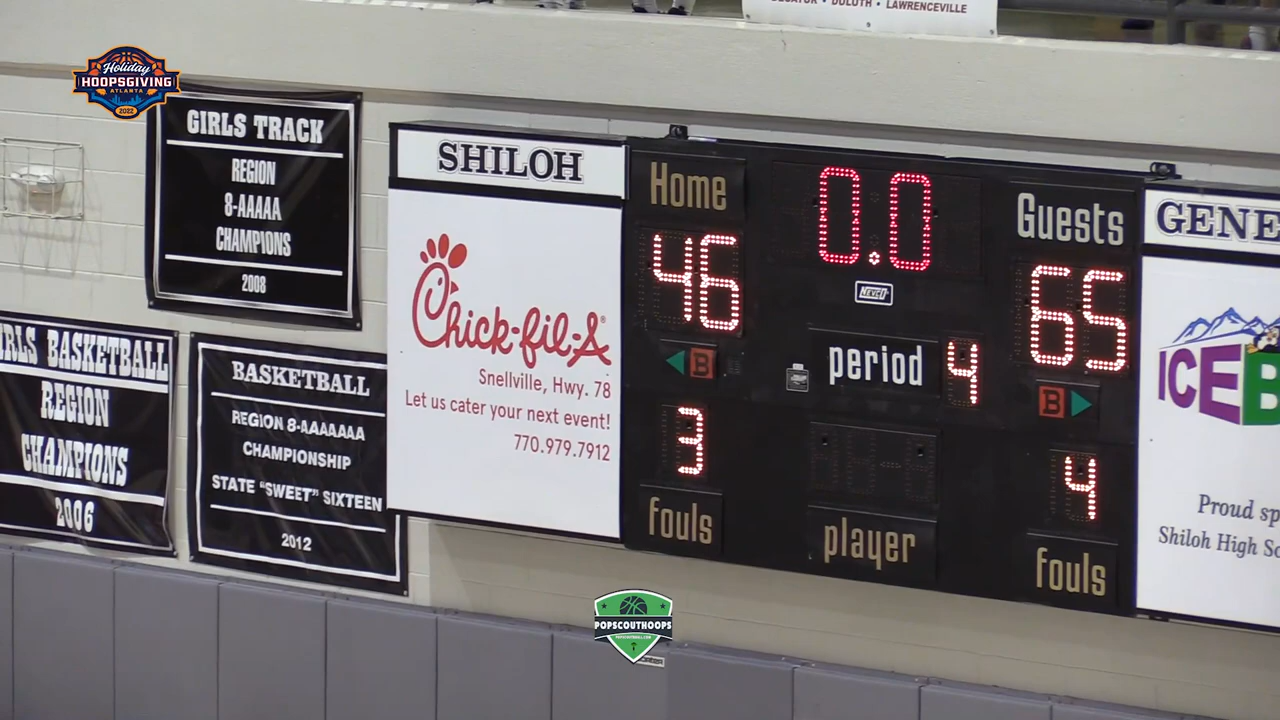 DULUTH • LAWRENCEVILLE
Holiday
HOOPSGIVING
ATLANTA
2022
GIRLS TRACK
REGION
8-AAAAA
CHAMPIONS
2008
SHILOH
Chick-fil-A®
Snellville, Hwy. 78
Let us cater your next event!
770.979.7912
Home
46
0.0
NEVCO
Guests
65
B
period
4
B
3
fouls
player
4
fouls
GENE
ICEB
Proud sp
Shiloh High Sc
IRLS BASKETBALL
REGION
CHAMPIONS
2006
BASKETBALL
REGION 8-AAAAAAA
CHAMPIONSHIP
STATE "SWEET" SIXTEEN
2012
POPSCOUTHOOPS